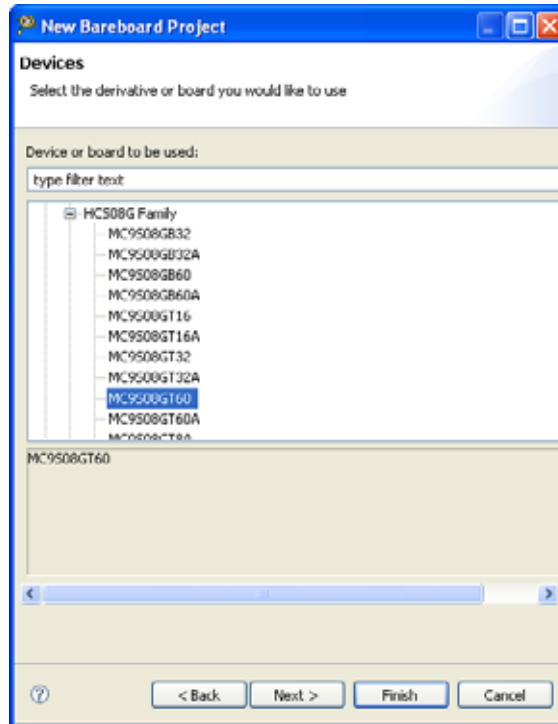 New Bareboard Project
Devices
Select the derivative or board you would like to use
Device or board to be used:
type filter text
HCS08G Family
MC9S08GB32
MC9S08GB32A
MC9S08GB60
MC9S08GB60A
MC9S08GT16
MC9S08GT16A
MC9S08GT32
MC9S08GT32A
MC9S08GT60
MC9S08GT60A
MC9S08GT8A
MC9S08GT60
< Back Next > Finish Cancel